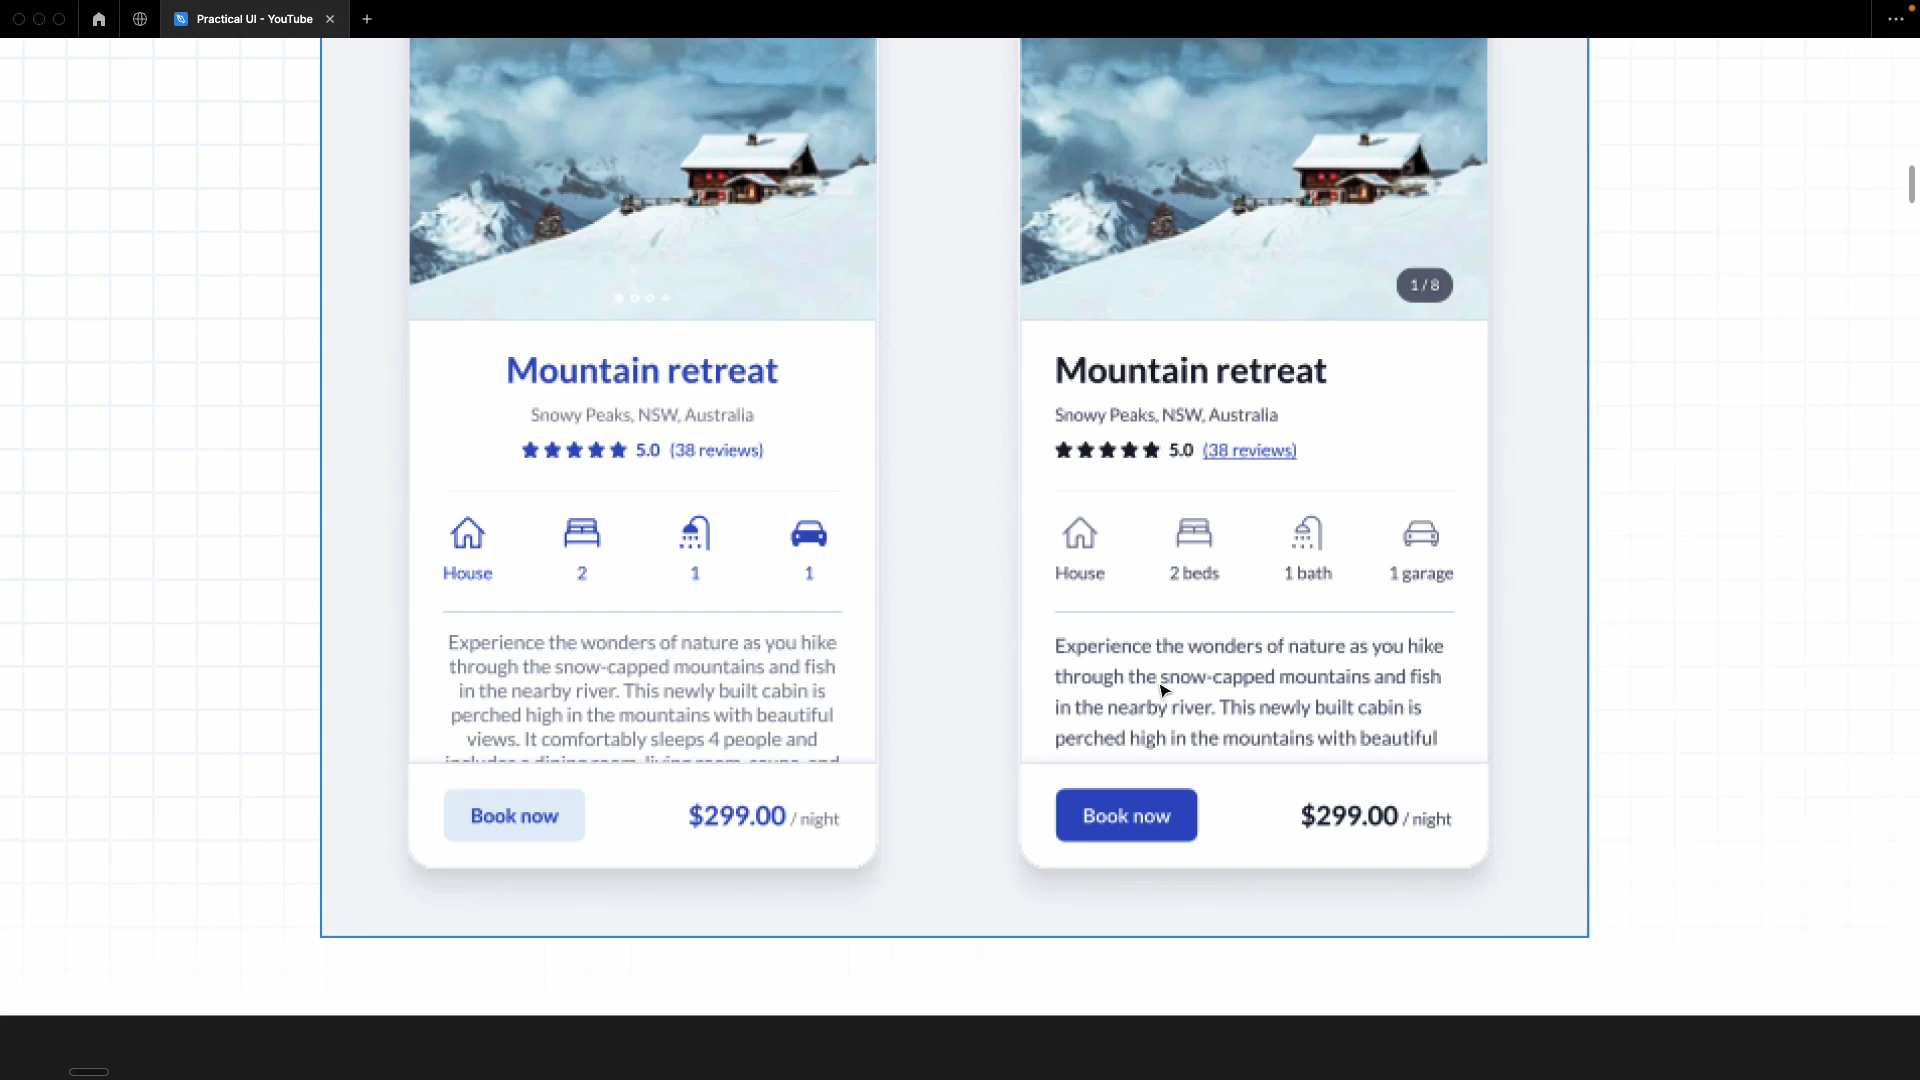 Practical UI - YouTube
1 / 8
Mountain retreat
Snowy Peaks, NSW, Australia
5.0 (38 reviews)
House 2 1 1
Experience the wonders of nature as you hike
through the snow-capped mountains and fish
in the nearby river. This newly built cabin is
perched high in the mountains with beautiful
views. It comfortably sleeps 4 people and
Book now $299.00 / night
Mountain retreat
Snowy Peaks, NSW, Australia
5.0 (38 reviews)
House 2 beds 1 bath 1 garage
Experience the wonders of nature as you hike
through the snow-capped mountains and fish
in the nearby river. This newly built cabin is
perched high in the mountains with beautiful
Book now $299.00 / night